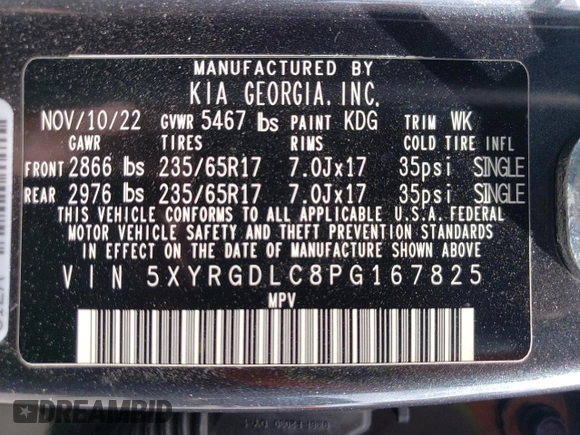 MANUFACTURED BY
KIA GEORGIA, INC.
NOV/10/22 GVWR 5467 lbs PAINT KDG TRIM WK
GAWR TIRES RIMS COLD TIRE INFL
FRONT 2866 lbs 235/65R17 7.0Jx17 35psi SINGLE
REAR 2976 lbs 235/65R17 7.0Jx17 35psi SINGLE
THIS VEHICLE CONFORMS TO ALL APPLICABLE U.S.A. FEDERAL
MOTOR VEHICLE SAFETY AND THEFT PREVENTION STANDARDS
IN EFFECT ON THE DATE OF MANUFACTURE SHOWN ABOVE.
VIN 5XYRGDLC8PG167825
MPV
DREAMBID
dreambid.com